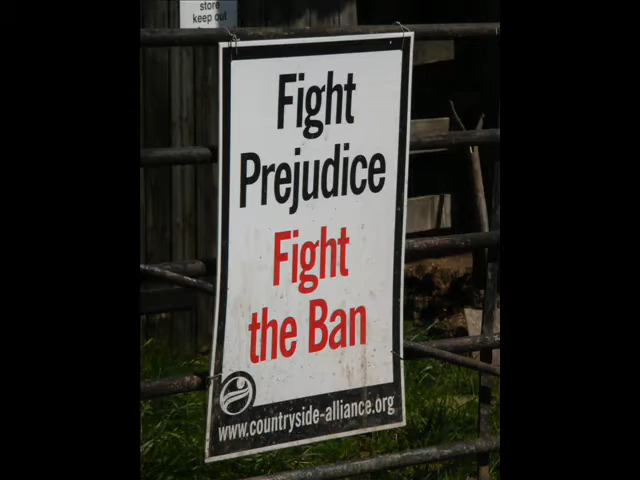 store
keep out
Fight
Prejudice
Fight
the Ban
www.countryside-alliance.org